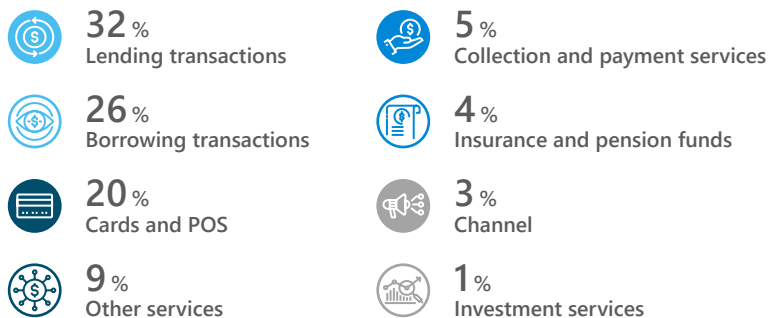 32 %
Lending transactions
26 %
Borrowing transactions
20 %
Cards and POS
9 %
Other services
5 %
Collection and payment services
4 %
Insurance and pension funds
3 %
Channel
1 %
Investment services